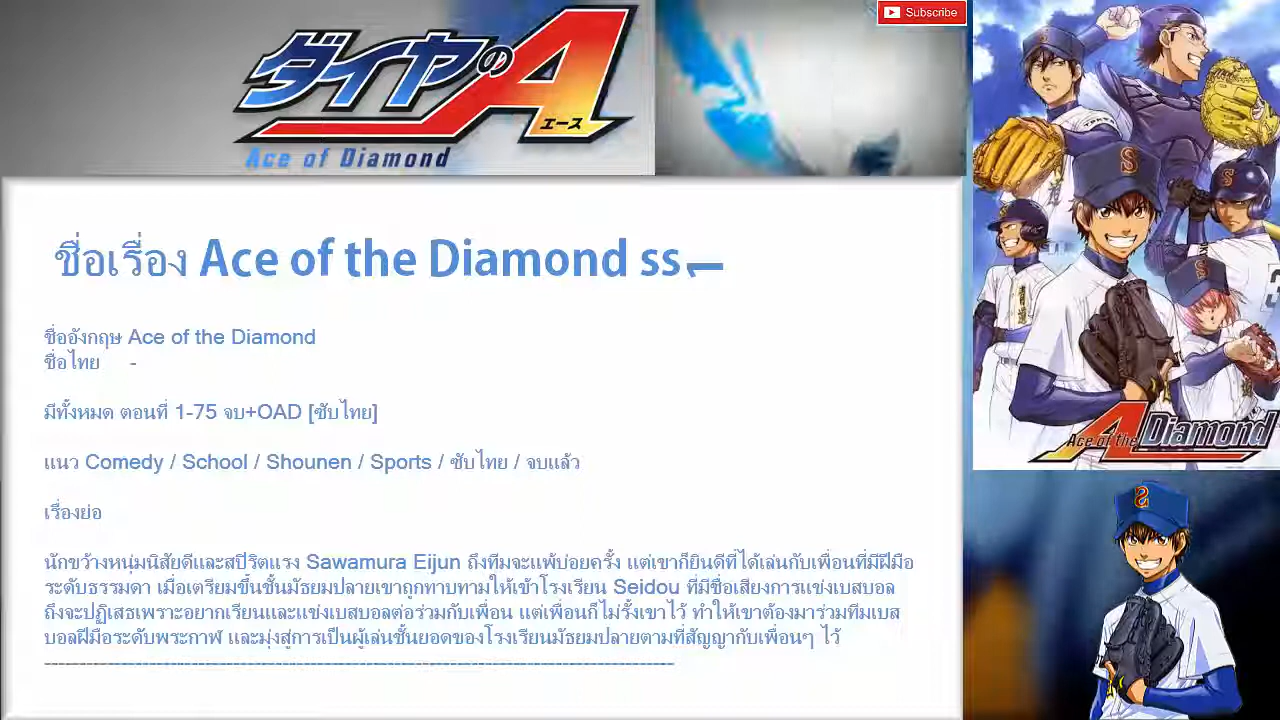 Subscribe
ダイヤのA
エース
Ace of Diamond
ชื่อเรื่อง Ace of the Diamond ss1
ชื่ออังกฤษ Ace of the Diamond
ชื่อไทย -
มีทั้งหมด ตอนที่ 1-75 จบ+OAD [ซับไทย]
แนว Comedy / School / Shounen / Sports / ซับไทย / จบแล้ว
เรื่องย่อ
นักขว้างหนุ่มนิสัยดีและสปิริตแรง Sawamura Eijun ถึงทีมจะแพ้บ่อยครั้ง แต่เขาก็ยินดีที่ได้เล่นกับเพื่อนที่มีฝีมือ
ระดับธรรมดา เมื่อเตรียมขึ้นชั้นมัธยมปลายเขาถูกทาบทามให้เข้าโรงเรียน Seidou ที่มีชื่อเสียงการแข่งเบสบอล
ถึงจะปฏิเสธเพราะอยากเรียนและแข่งเบสบอลต่อร่วมกับเพื่อน แต่เพื่อนก็ไม่รั้งเขาไว้ ทำให้เขาต้องมาร่วมทีมเบส
บอลฝีมือระดับพระกาฬ และมุ่งสู่การเป็นผู้เล่นชั้นยอดของโรงเรียนมัธยมปลายตามที่สัญญากับเพื่อนๆ ไว้
Ace of the Diamond
S
S
S
S